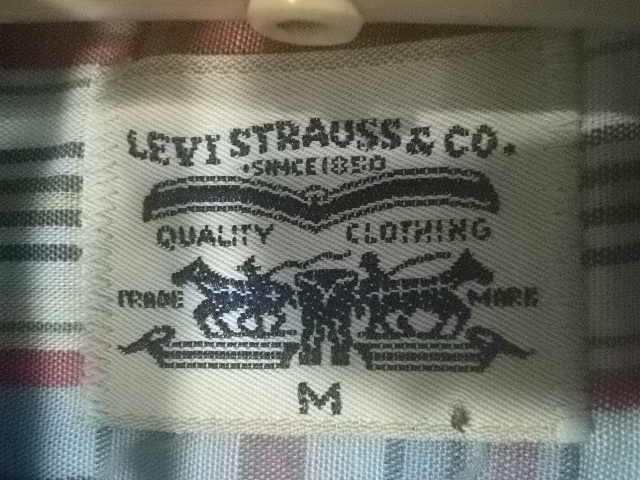 LEVI STRAUSS & CO.
·SINCE 1850
QUALITY CLOTHING
TRADE MARK
M